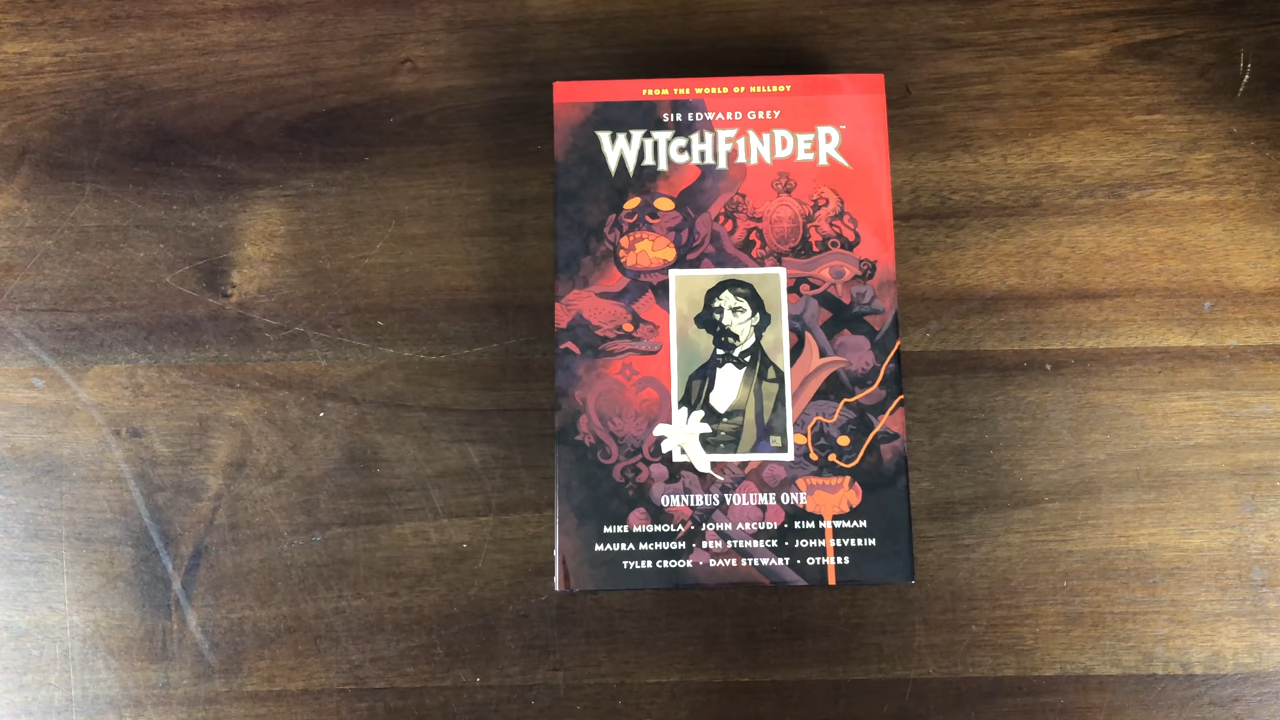 FROM THE WORLD OF HELLBOY
SIR EDWARD GREY
WITCHFINDER™
OMNIBUS VOLUME ONE
MIKE MIGNOLA • JOHN ARCUDI • KIM NEWMAN
MAURA McHUGH • BEN STENBECK • JOHN SEVERIN
TYLER CROOK • DAVE STEWART • OTHERS